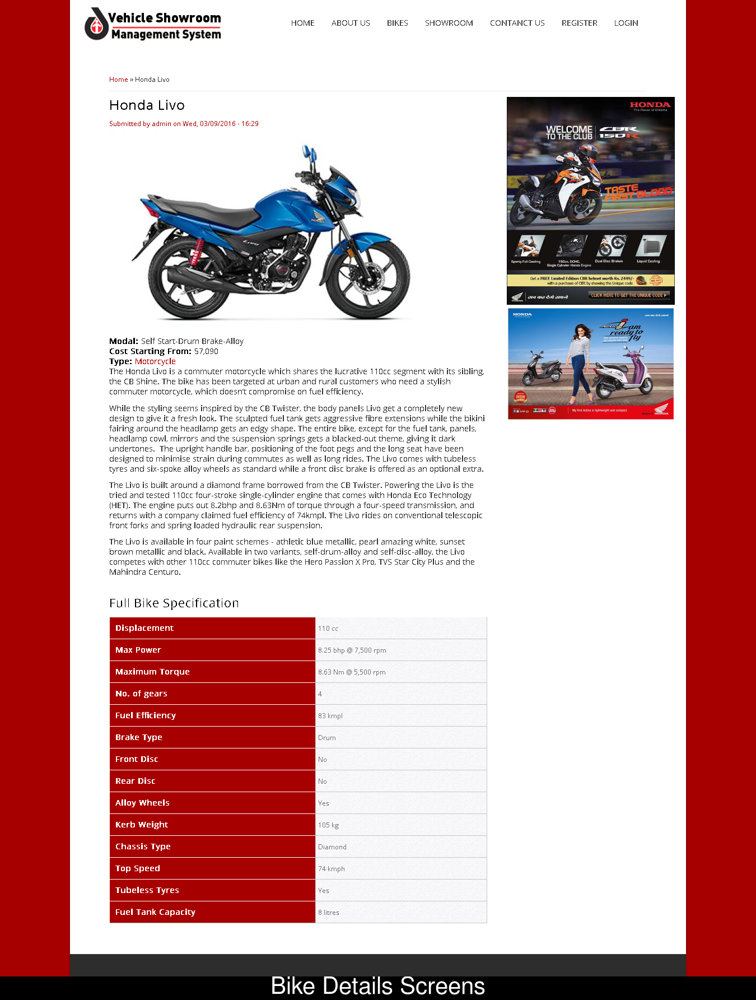 Vehicle Showroom
Management System
HOME ABOUT US BIKES SHOWROOM CONTANCT US REGISTER LOGIN
Home » Honda Livo
Honda Livo
Submitted by admin on Wed, 03/09/2016 - 16:29
Modal: Self Start-Drum Brake-Alloy
Cost Starting From: 57,090
Type: Motorcycle
The Honda Livo is a commuter motorcycle which shares the lucrative 110cc segment with its sibling,
the CB Shine. The bike has been targeted at urban and rural customers who need a stylish
commuter motorcycle, which doesn't compromise on fuel efficiency.
While the styling seems inspired by the CB Twister, the body panels Livo get a completely new
design to give it a fresh look. The sculpted fuel tank gets aggressive fibre extensions while the bikini
fairing around the headlamp gets an edgy shape. The entire bike, except for the fuel tank, panels,
headlamp cowl, mirrors and the suspension springs gets a blacked-out theme, giving it dark
undertones.  The upright handle bar, positioning of the foot pegs and the long seat have been
designed to minimise strain during commutes as well as long rides. The Livo comes with tubeless
tyres and six-spoke alloy wheels as standard while a front disc brake is offered as an optional extra.
The Livo is built around a diamond frame borrowed from the CB Twister. Powering the Livo is the
tried and tested 110cc four-stroke single-cylinder engine that comes with Honda Eco Technology
(HET). The engine puts out 8.2bhp and 8.63Nm of torque through a four-speed transmission, and
returns with a company claimed fuel efficiency of 74kmpl. The Livo rides on conventional telescopic
front forks and spring loaded hydraulic rear suspension.
The Livo is available in four paint schemes - athletic blue metallic, pearl amazing white, sunset
brown metallic and black. Available in two variants, self-drum-alloy and self-disc-alloy, the Livo
competes with other 110cc commuter bikes like the Hero Passion X Pro, TVS Star City Plus and the
Mahindra Centuro.
Full Bike Specification
Displacement 110 cc
Max Power 8.25 bhp @ 7,500 rpm
Maximum Torque 8.63 Nm @ 5,500 rpm
No. of gears 4
Fuel Efficiency 83 kmpl
Brake Type Drum
Front Disc No
Rear Disc No
Alloy Wheels Yes
Kerb Weight 105 kg
Chassis Type Diamond
Top Speed 74 kmph
Tubeless Tyres Yes
Fuel Tank Capacity 8 litres
HONDA
The Power of Dreams
WELCOME
TO THE CLUB
CBR
150R
TASTE
FIRST BLOOD
Sporty Full Cowling
150cc, DOHC,
Single Cylinder Honda Engine
Dual Disc Brakes
Liquid Cooling
Get a FREE Limited Edition CBR helmet worth Rs. 2449/-
with a purchase of CBR by showing the Unique code
सच कर देंगे सपने
CLICK HERE TO GET THE UNIQUE CODE
HONDA
i am
ready to
fly
My first Activa is lightweight and compact.
HONDA
Bike Details Screens